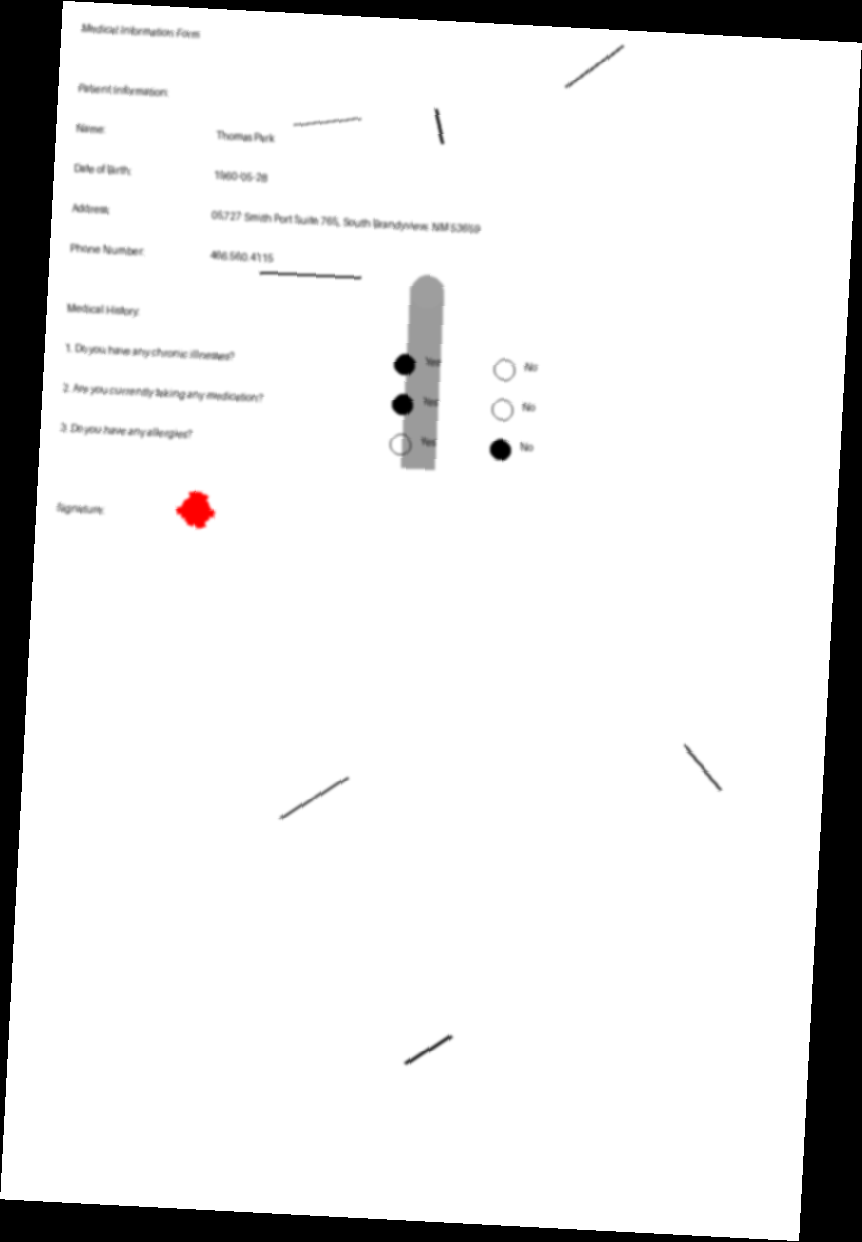 Medical Information Form
Patient Information:
Name: Thomas Park
Date of Birth: 1960-05-28
Address: 05727 Smith Port Suite 765, South Brandyview, NM 53659
Phone Number: 466.560.4115
Medical History:
1. Do you have any chronic illnesses? Yes No
2. Are you currently taking any medication? Yes No
3. Do you have any allergies? Yes No
Signature: